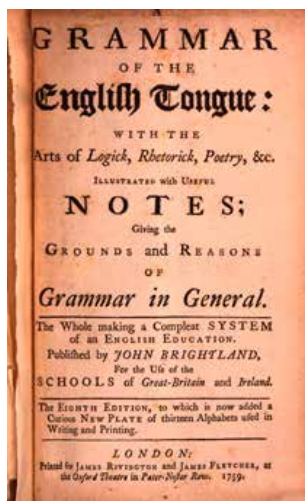 A
GRAMMAR
OF THE
English Tongue:
WITH THE
Arts of Logick, Rhetorick, Poetry, &c.
ILLUSTRATED with USEFUL
NOTES;
Giving the
GROUNDS and REASONS
OF
Grammar in General.
The Whole making a Compleat SYSTEM
of an ENGLISH EDUCATION.
Published by JOHN BRIGHTLAND,
For the Use of the
SCHOOLS of Great-Britain and Ireland.
The EIGHTH EDITION, to which is now added a
Curious NEW PLATE of thirteen Alphabets used in
Writing and Printing.
LONDON:
Printed for JAMES RIVINGTON and JAMES FLETCHER, at
the Oxford Theatre in Pater-Noster Row. 1759.